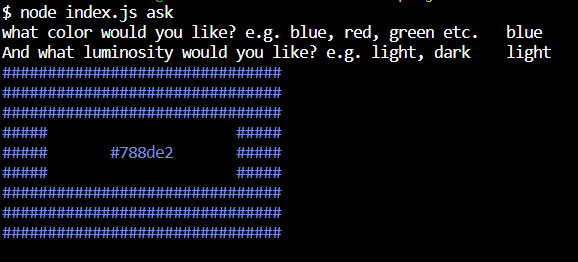 $ node index.js ask
what color would you like? e.g. blue, red, green etc.   blue
And what luminosity would you like? e.g. light, dark    light
###############################
###############################
###############################
#####                     #####
#####       #788de2       #####
#####                     #####
###############################
###############################
###############################